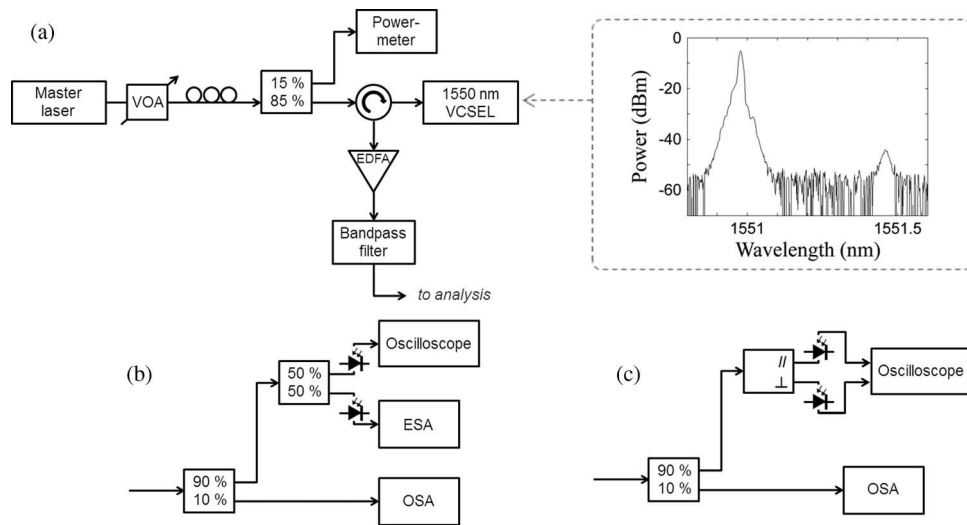 (a)
Master
laser
VOA
15 %
85 %
Power-
meter
1550 nm
VCSEL
EDFA
Bandpass
filter
to analysis
Power (dBm)
0
-20
-40
-60
1551
1551.5
Wavelength (nm)
(b)
90 %
10 %
50 %
50 %
Oscilloscope
ESA
OSA
(c)
90 %
10 %
//
⊥
Oscilloscope
OSA